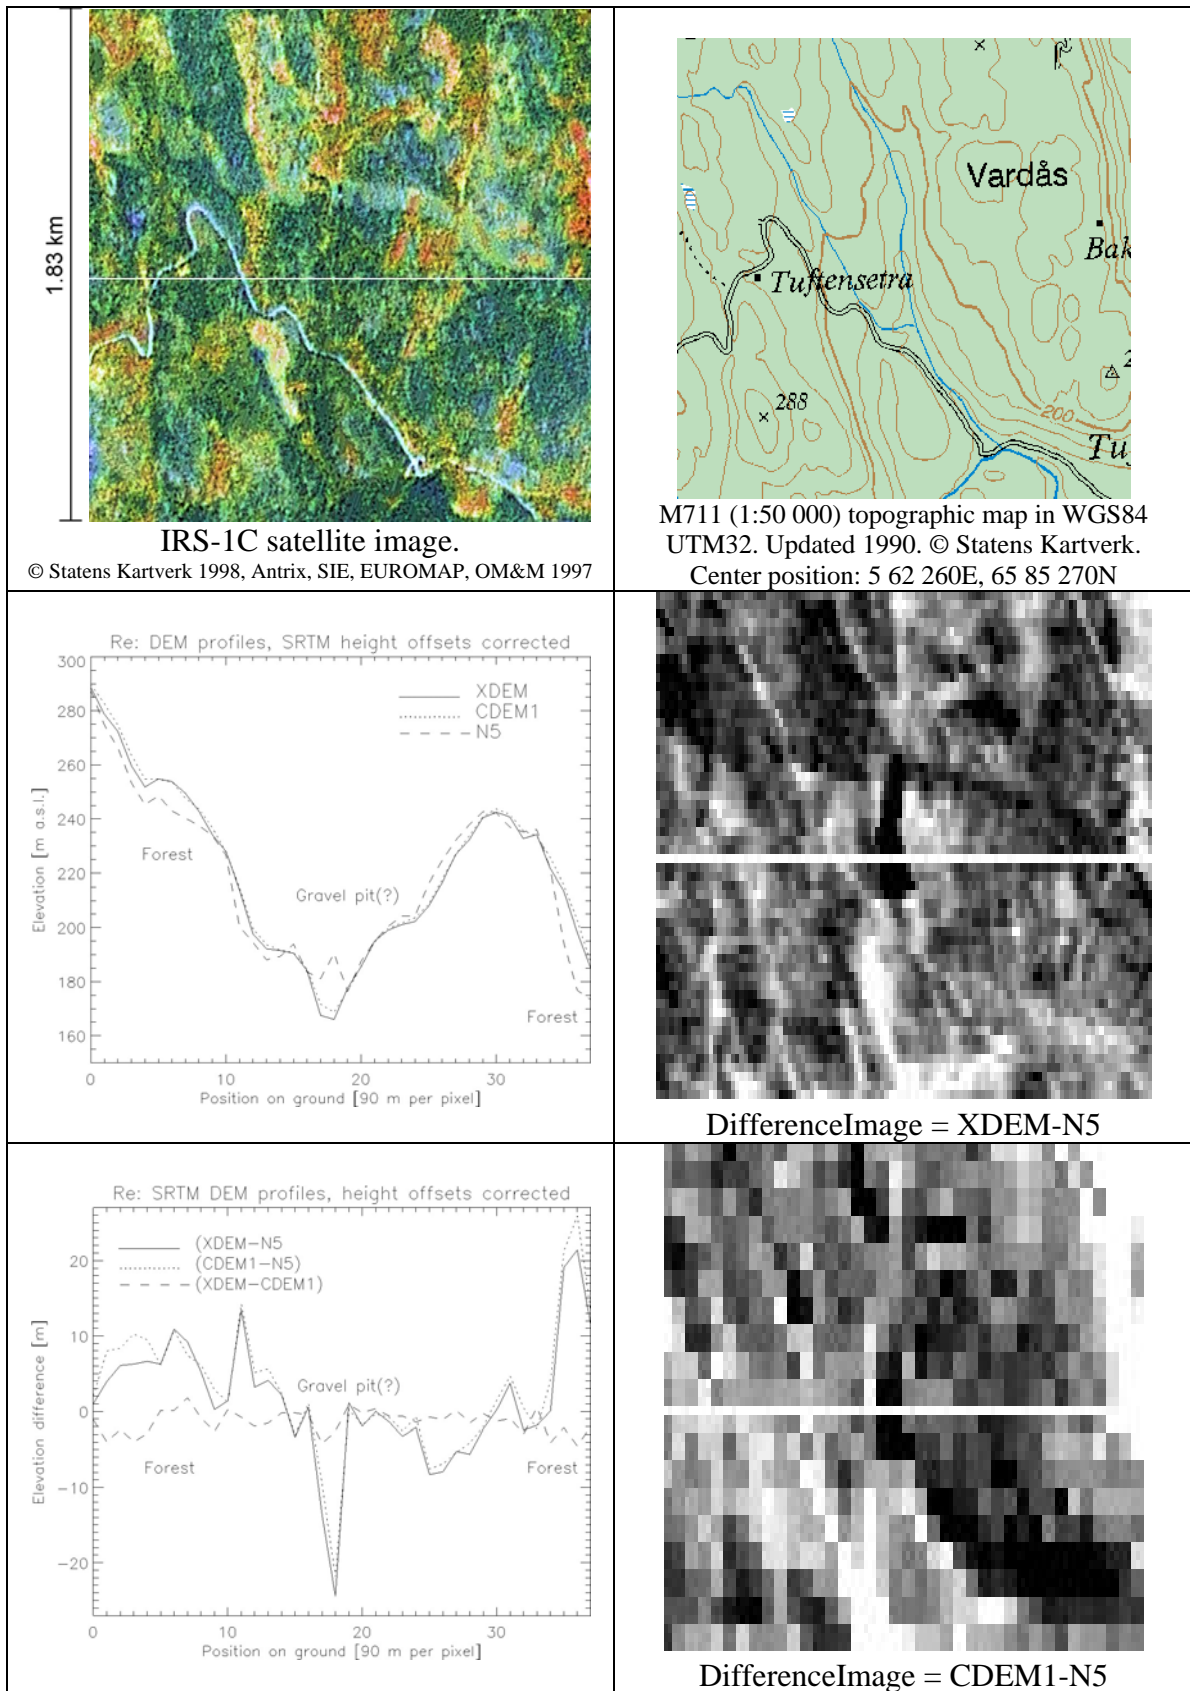 1.83 km
IRS-1C satellite image.
© Statens Kartverk 1998, Antrix, SIE, EUROMAP, OM&M 1997
Vardås
Bak
Tuftensetra
288
200
2
Tu
M711 (1:50 000) topographic map in WGS84
UTM32. Updated 1990. © Statens Kartverk.
Center position: 5 62 260E, 65 85 270N
Re: DEM profiles, SRTM height offsets corrected
300
280
260
240
220
200
180
160
Elevation [m a.s.l.]
XDEM
CDEM1
N5
Forest
Gravel pit(?)
Forest
0
10
20
30
Position on ground [90 m per pixel]
DifferenceImage = XDEM-N5
Re: SRTM DEM profiles, height offsets corrected
20
10
0
−10
−20
Elevation difference [m]
(XDEM−N5
(CDEM1−N5)
(XDEM−CDEM1)
Gravel pit(?)
Forest
Forest
0
10
20
30
Position on ground [90 m per pixel]
DifferenceImage = CDEM1-N5